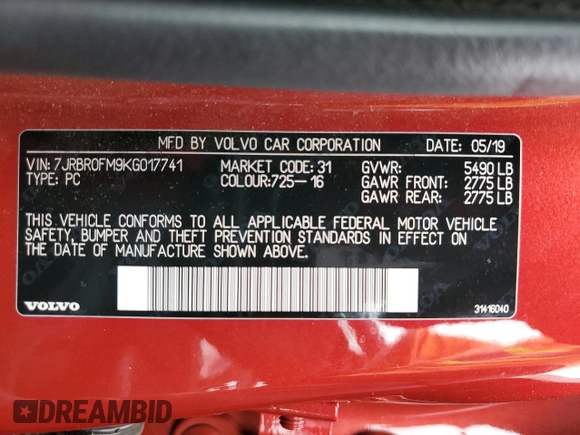 MFD BY VOLVO CAR CORPORATION DATE: 05/19
VIN: 7JRBR0FM9KG017741 MARKET CODE: 31 GVWR: 5490 LB
TYPE: PC COLOUR:725-16 GAWR FRONT: 2775 LB
GAWR REAR: 2775 LB
THIS VEHICLE CONFORMS TO ALL APPLICABLE FEDERAL MOTOR VEHICLE
SAFETY, BUMPER AND THEFT PREVENTION STANDARDS IN EFFECT ON
THE DATE OF MANUFACTURE SHOWN ABOVE.
VOLVO 31416040
DREAMBID